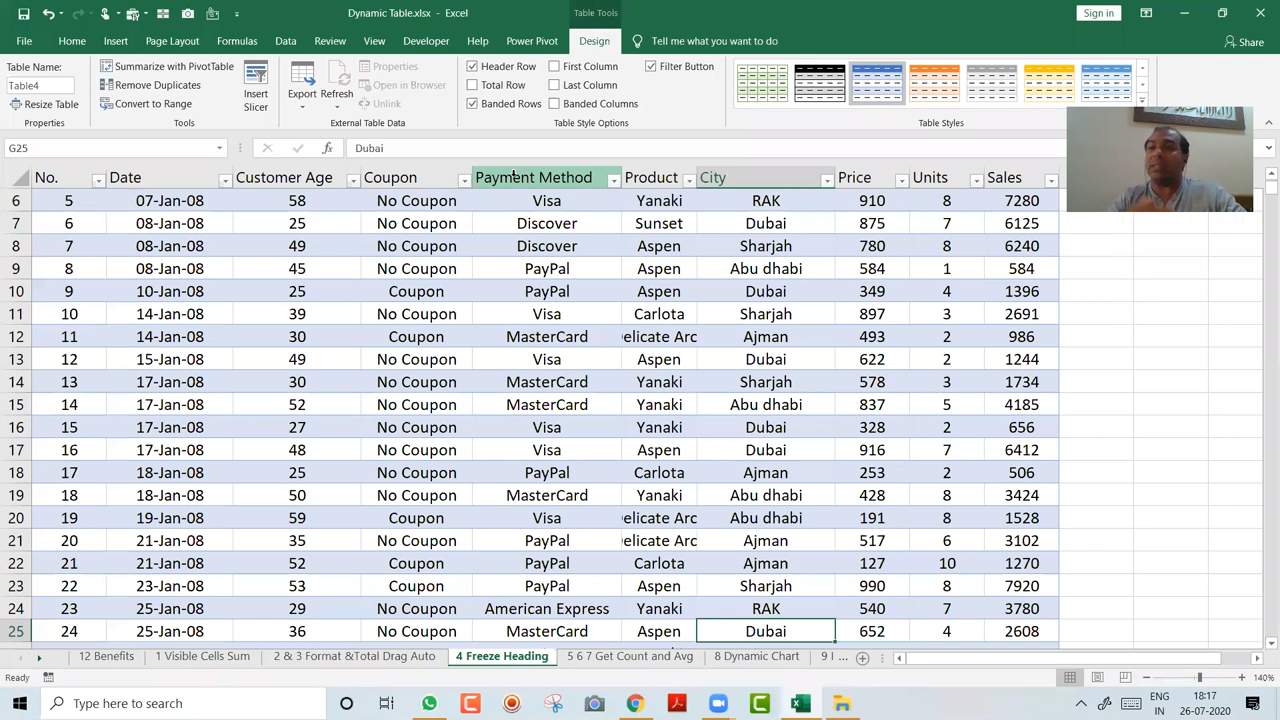 Dynamic Table.xlsx - Excel
Table Tools
Sign in
File Home Insert Page Layout Formulas Data Review View Developer Help Power Pivot Design Tell me what you want to do Share
Table Name:
Table4
Resize Table
Properties
Summarize with PivotTable
Remove Duplicates
Convert to Range
Tools
Insert Slicer
Export Refresh
Properties
Open in Browser
Unlink
External Table Data
Header Row First Column Filter Button
Total Row Last Column
Banded Rows Banded Columns
Table Style Options
Table Styles
G25 fx Dubai
No. Date Customer Age Coupon Payment Method Product City Price Units Sales
6 5 07-Jan-08 58 No Coupon Visa Yanaki RAK 910 8 7280
7 6 08-Jan-08 25 No Coupon Discover Sunset Dubai 875 7 6125
8 7 08-Jan-08 49 No Coupon Discover Aspen Sharjah 780 8 6240
9 8 08-Jan-08 45 No Coupon PayPal Aspen Abu dhabi 584 1 584
10 9 10-Jan-08 25 Coupon PayPal Aspen Dubai 349 4 1396
11 10 14-Jan-08 39 No Coupon Visa Carlota Sharjah 897 3 2691
12 11 14-Jan-08 30 Coupon MasterCard elicate Arc Ajman 493 2 986
13 12 15-Jan-08 49 No Coupon Visa Aspen Dubai 622 2 1244
14 13 17-Jan-08 30 No Coupon MasterCard Yanaki Sharjah 578 3 1734
15 14 17-Jan-08 52 No Coupon MasterCard Yanaki Abu dhabi 837 5 4185
16 15 17-Jan-08 27 No Coupon Visa Yanaki Dubai 328 2 656
17 16 17-Jan-08 48 No Coupon Visa Aspen Dubai 916 7 6412
18 17 18-Jan-08 25 No Coupon PayPal Carlota Ajman 253 2 506
19 18 18-Jan-08 50 No Coupon MasterCard Yanaki Abu dhabi 428 8 3424
20 19 19-Jan-08 59 Coupon Visa elicate Arc Abu dhabi 191 8 1528
21 20 21-Jan-08 35 No Coupon PayPal elicate Arc Ajman 517 6 3102
22 21 21-Jan-08 52 Coupon PayPal Carlota Ajman 127 10 1270
23 22 23-Jan-08 53 Coupon PayPal Aspen Sharjah 990 8 7920
24 23 25-Jan-08 29 No Coupon American Express Yanaki RAK 540 7 3780
25 24 25-Jan-08 36 No Coupon MasterCard Aspen Dubai 652 4 2608
12 Benefits 1 Visible Cells Sum 2 & 3 Format &Total Drag Auto 4 Freeze Heading 5 6 7 Get Count and Avg 8 Dynamic Chart 9 I ...
Ready 140%
Type here to search
ENG
IN
18:17
26-07-2020